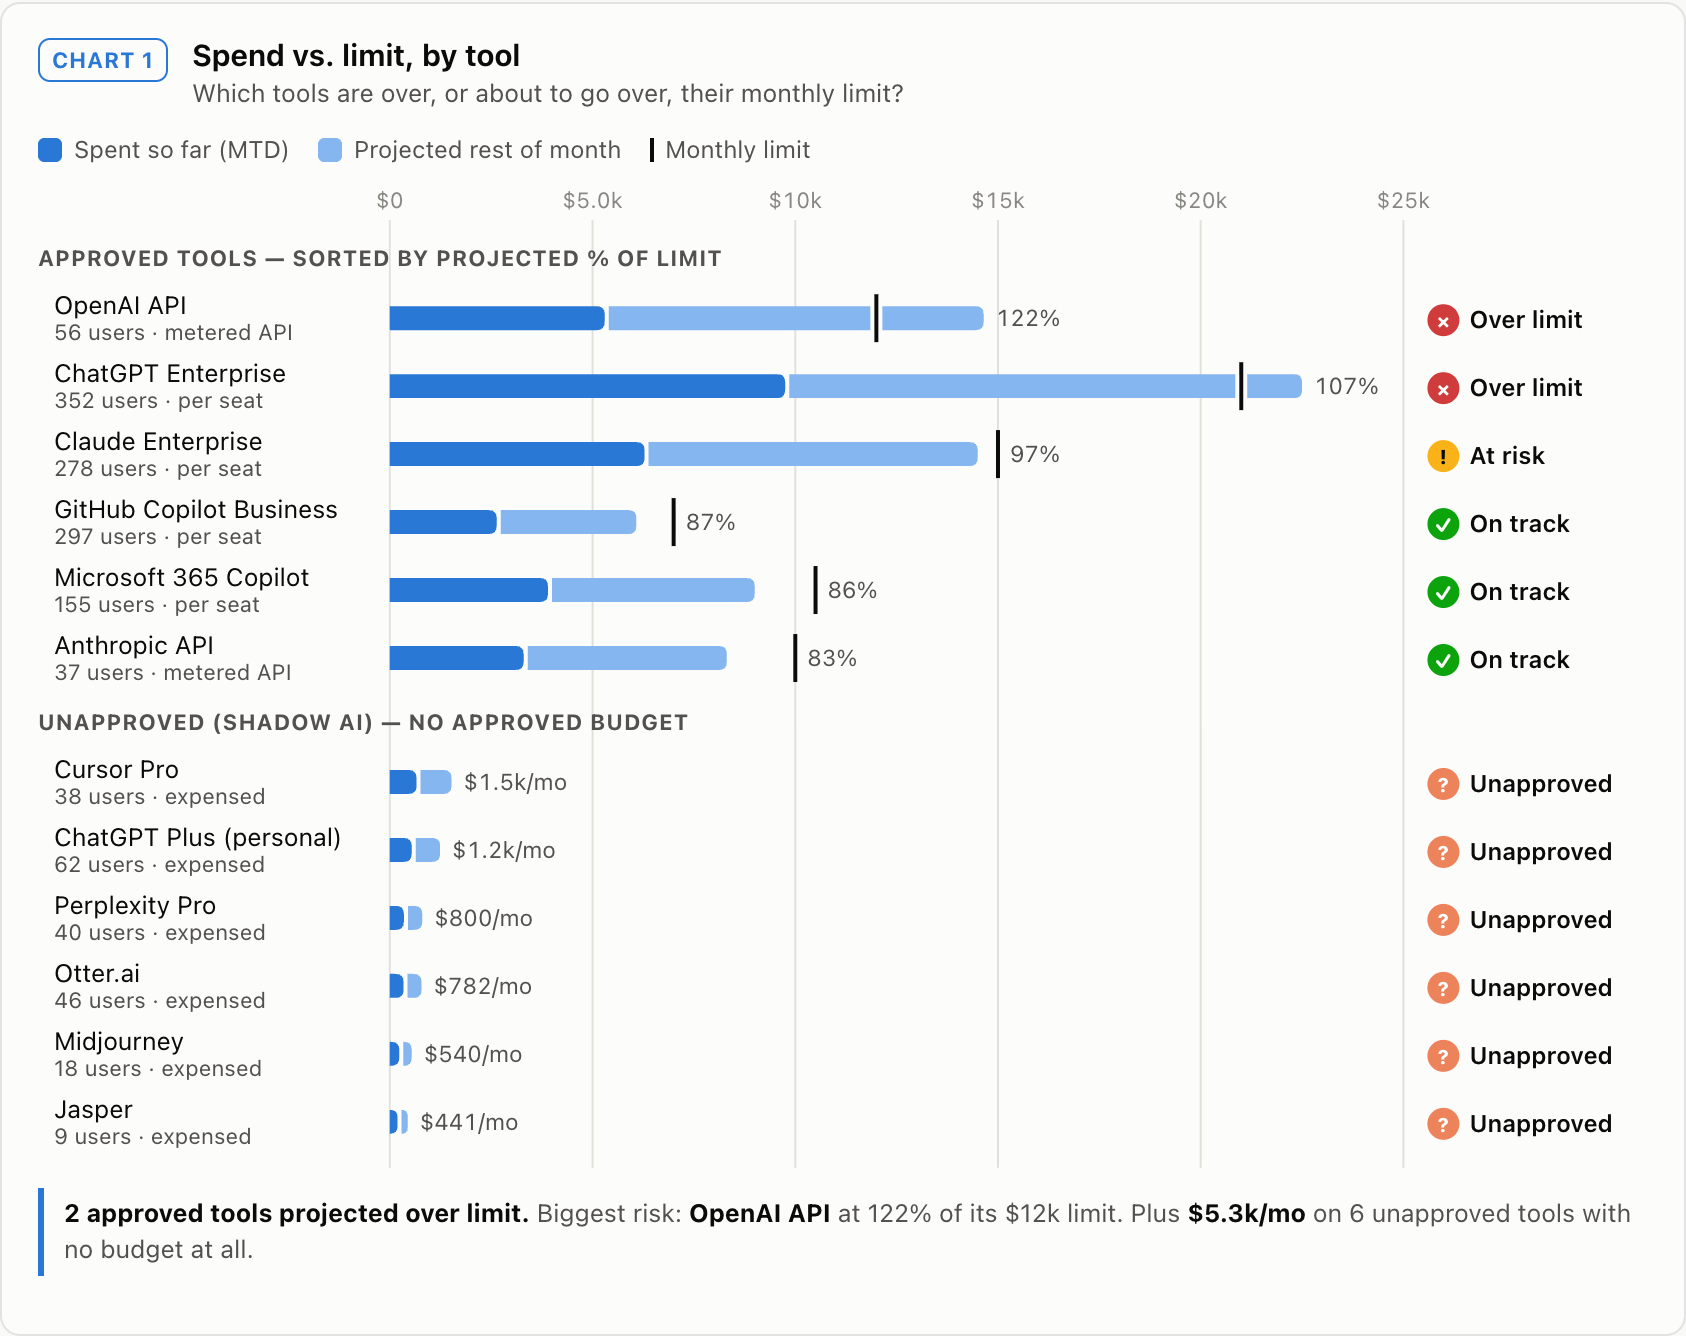 CHART 1
Spend vs. limit, by tool
Which tools are over, or about to go over, their monthly limit?
Spent so far (MTD)
Projected rest of month
Monthly limit
$0 $5.0k $10k $15k $20k $25k
APPROVED TOOLS — SORTED BY PROJECTED % OF LIMIT
OpenAI API
56 users · metered API
122%
Over limit
ChatGPT Enterprise
352 users · per seat
107%
Over limit
Claude Enterprise
278 users · per seat
97%
! At risk
GitHub Copilot Business
297 users · per seat
87%
On track
Microsoft 365 Copilot
155 users · per seat
86%
On track
Anthropic API
37 users · metered API
83%
On track
UNAPPROVED (SHADOW AI) — NO APPROVED BUDGET
Cursor Pro
38 users · expensed
$1.5k/mo
? Unapproved
ChatGPT Plus (personal)
62 users · expensed
$1.2k/mo
? Unapproved
Perplexity Pro
40 users · expensed
$800/mo
? Unapproved
Otter.ai
46 users · expensed
$782/mo
? Unapproved
Midjourney
18 users · expensed
$540/mo
? Unapproved
Jasper
9 users · expensed
$441/mo
? Unapproved
2 approved tools projected over limit. Biggest risk: OpenAI API at 122% of its $12k limit. Plus $5.3k/mo on 6 unapproved tools with
no budget at all.